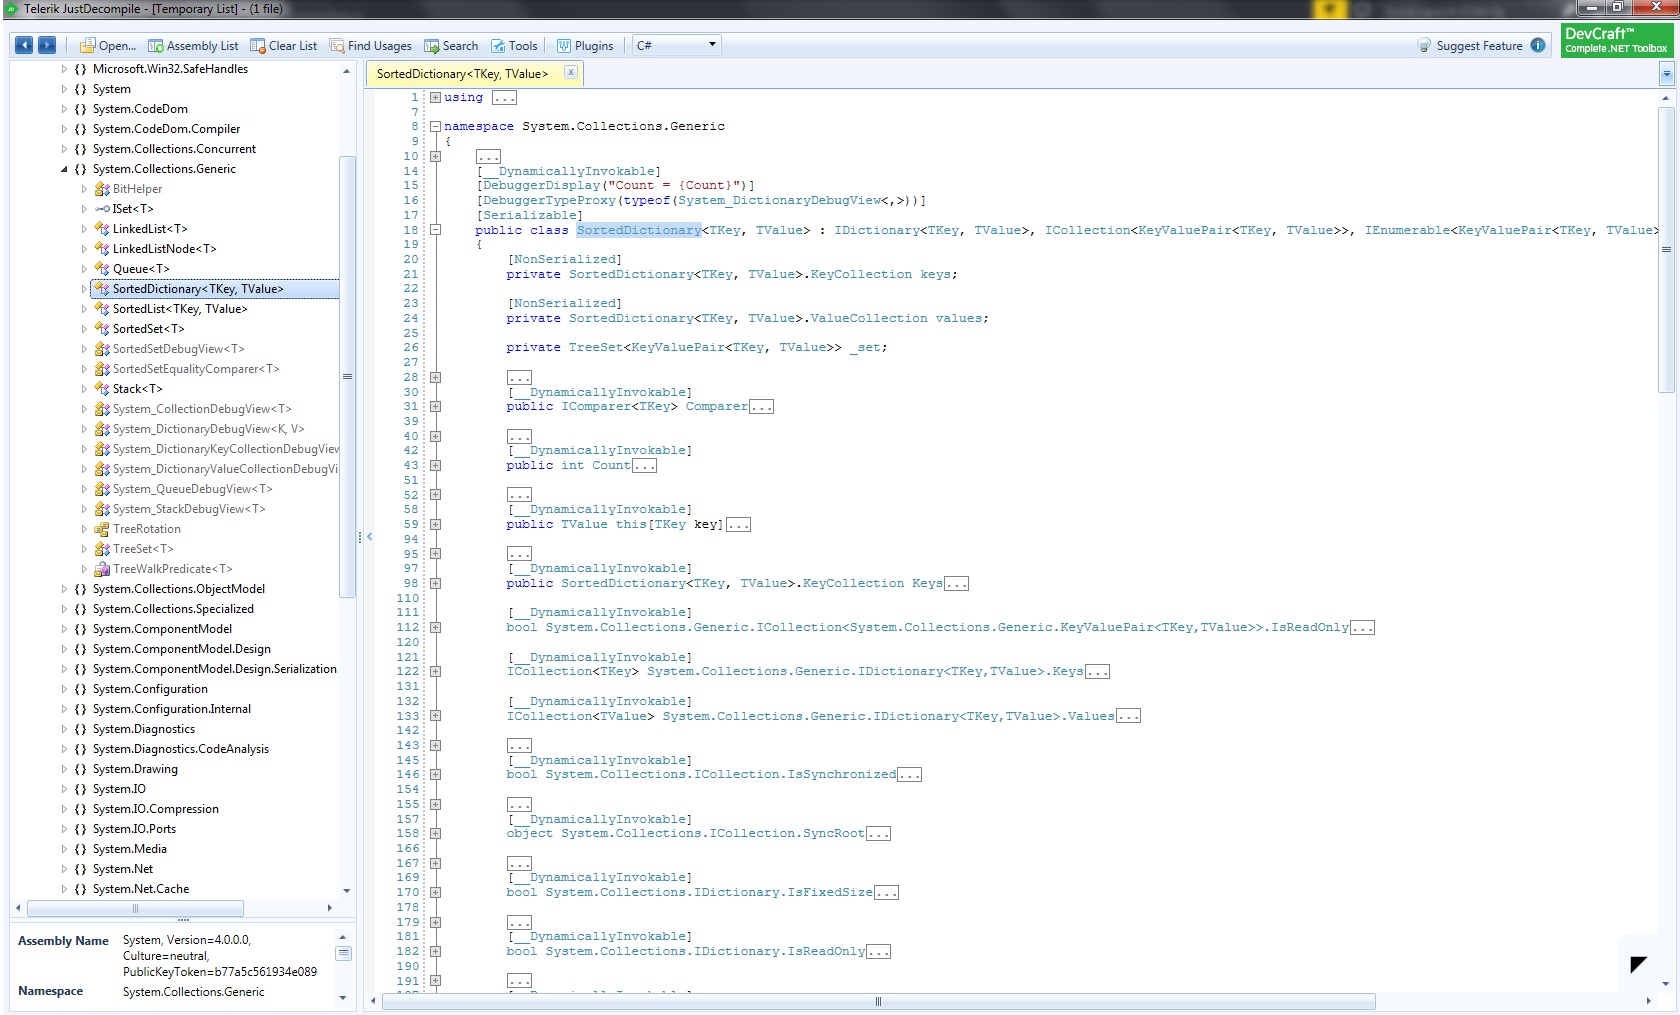 Telerik JustDecompile - [Temporary List] - (1 file)
Open... Assembly List Clear List Find Usages Search Tools Plugins C# Suggest Feature
DevCraft™
Complete .NET Toolbox
{} Microsoft.Win32.SafeHandles
{} System
{} System.CodeDom
{} System.CodeDom.Compiler
{} System.Collections.Concurrent
{} System.Collections.Generic
BitHelper
ISet<T>
LinkedList<T>
LinkedListNode<T>
Queue<T>
SortedDictionary<TKey, TValue>
SortedList<TKey, TValue>
SortedSet<T>
SortedSetDebugView<T>
SortedSetEqualityComparer<T>
Stack<T>
System_CollectionDebugView<T>
System_DictionaryDebugView<K, V>
System_DictionaryKeyCollectionDebugView
System_DictionaryValueCollectionDebugVi
System_QueueDebugView<T>
System_StackDebugView<T>
TreeRotation
TreeSet<T>
TreeWalkPredicate<T>
{} System.Collections.ObjectModel
{} System.Collections.Specialized
{} System.ComponentModel
{} System.ComponentModel.Design
{} System.ComponentModel.Design.Serialization
{} System.Configuration
{} System.Configuration.Internal
{} System.Diagnostics
{} System.Diagnostics.CodeAnalysis
{} System.Drawing
{} System.IO
{} System.IO.Compression
{} System.IO.Ports
{} System.Media
{} System.Net
{} System.Net.Cache
Assembly Name System, Version=4.0.0.0,
Culture=neutral,
PublicKeyToken=b77a5c561934e089
Namespace System.Collections.Generic
SortedDictionary<TKey, TValue> x
1 using ...
7
8 namespace System.Collections.Generic
9 {
10 ...
14 [__DynamicallyInvokable]
15 [DebuggerDisplay("Count = {Count}")]
16 [DebuggerTypeProxy(typeof(System_DictionaryDebugView<,>))]
17 [Serializable]
18 public class SortedDictionary<TKey, TValue> : IDictionary<TKey, TValue>, ICollection<KeyValuePair<TKey, TValue>>, IEnumerable<KeyValuePair<TKey, TValue>
19 {
20 [NonSerialized]
21 private SortedDictionary<TKey, TValue>.KeyCollection keys;
22
23 [NonSerialized]
24 private SortedDictionary<TKey, TValue>.ValueCollection values;
25
26 private TreeSet<KeyValuePair<TKey, TValue>> _set;
27
28 ...
30 [__DynamicallyInvokable]
31 public IComparer<TKey> Comparer...
39
40 ...
42 [__DynamicallyInvokable]
43 public int Count...
51
52 ...
58 [__DynamicallyInvokable]
59 public TValue this[TKey key]...
94
95 ...
97 [__DynamicallyInvokable]
98 public SortedDictionary<TKey, TValue>.KeyCollection Keys...
110
111 [__DynamicallyInvokable]
112 bool System.Collections.Generic.ICollection<System.Collections.Generic.KeyValuePair<TKey,TValue>>.IsReadOnly...
120
121 [__DynamicallyInvokable]
122 ICollection<TKey> System.Collections.Generic.IDictionary<TKey,TValue>.Keys...
131
132 [__DynamicallyInvokable]
133 ICollection<TValue> System.Collections.Generic.IDictionary<TKey,TValue>.Values...
142
143 ...
145 [__DynamicallyInvokable]
146 bool System.Collections.ICollection.IsSynchronized...
154
155 ...
157 [__DynamicallyInvokable]
158 object System.Collections.ICollection.SyncRoot...
166
167 ...
169 [__DynamicallyInvokable]
170 bool System.Collections.IDictionary.IsFixedSize...
178
179 ...
181 [__DynamicallyInvokable]
182 bool System.Collections.IDictionary.IsReadOnly...
190
191 ...